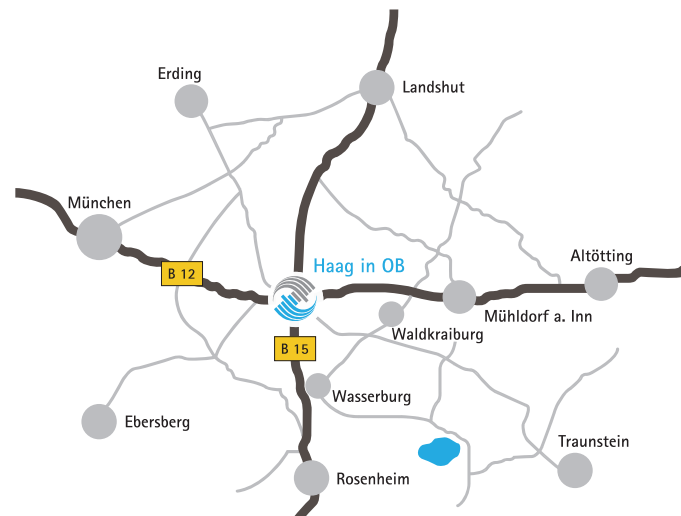 Erding
Landshut
München
Haag in OB
Altötting
B 12
Mühldorf a. Inn
Waldkraiburg
B 15
Wasserburg
Ebersberg
Traunstein
Rosenheim